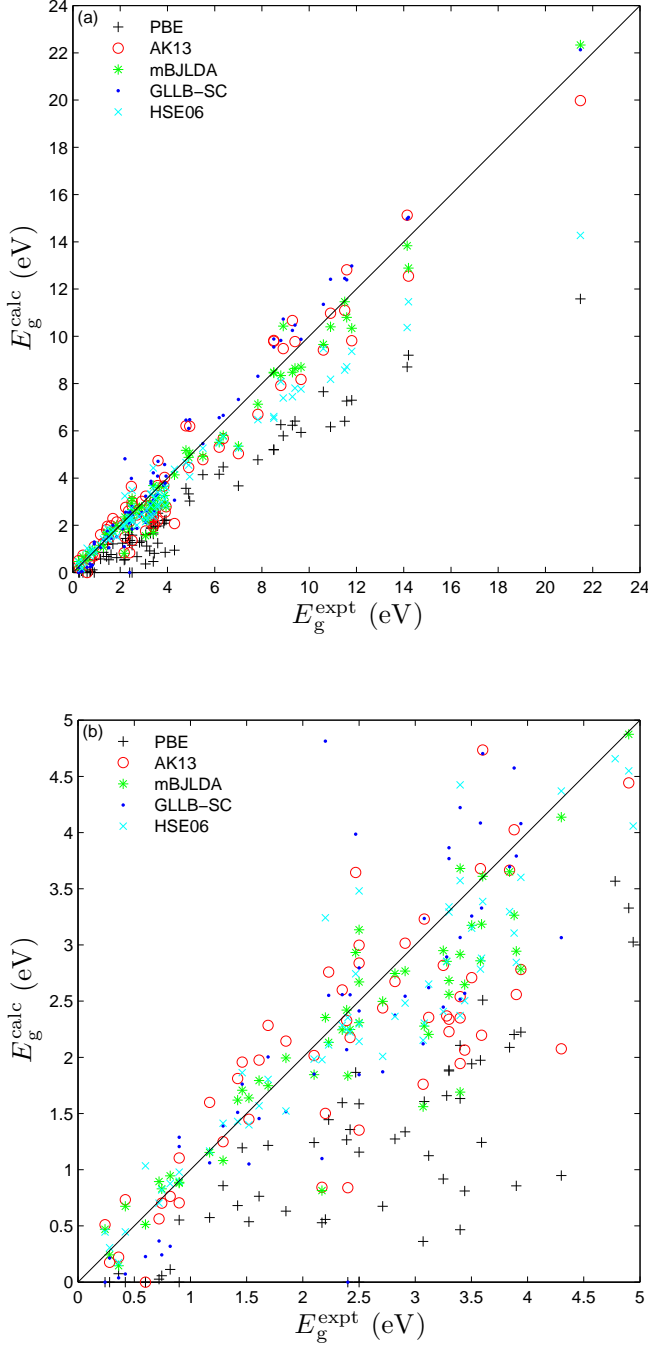 (a)
PBE
AK13
mBJLDA
GLLB−SC
HSE06
24
22
20
18
16
14
12
10
8
6
4
2
0
E_g^calc (eV)
0 2 4 6 8 10 12 14 16 18 20 22 24
E_g^expt (eV)
(b)
PBE
AK13
mBJLDA
GLLB−SC
HSE06
5
4.5
4
3.5
3
2.5
2
1.5
1
0.5
0
E_g^calc (eV)
0 0.5 1 1.5 2 2.5 3 3.5 4 4.5 5
E_g^expt (eV)